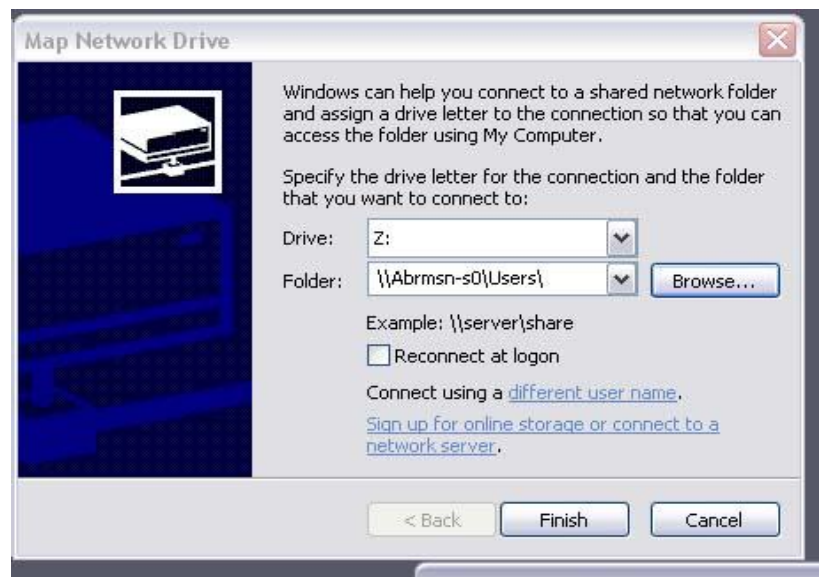 Map Network Drive
Windows can help you connect to a shared network folder
and assign a drive letter to the connection so that you can
access the folder using My Computer.
Specify the drive letter for the connection and the folder
that you want to connect to:
Drive: Z:
Folder: \\Abrmsn-s0\Users\ Browse...
Example: \\server\share
Reconnect at logon
Connect using a different user name.
Sign up for online storage or connect to a
network server.
< Back Finish Cancel